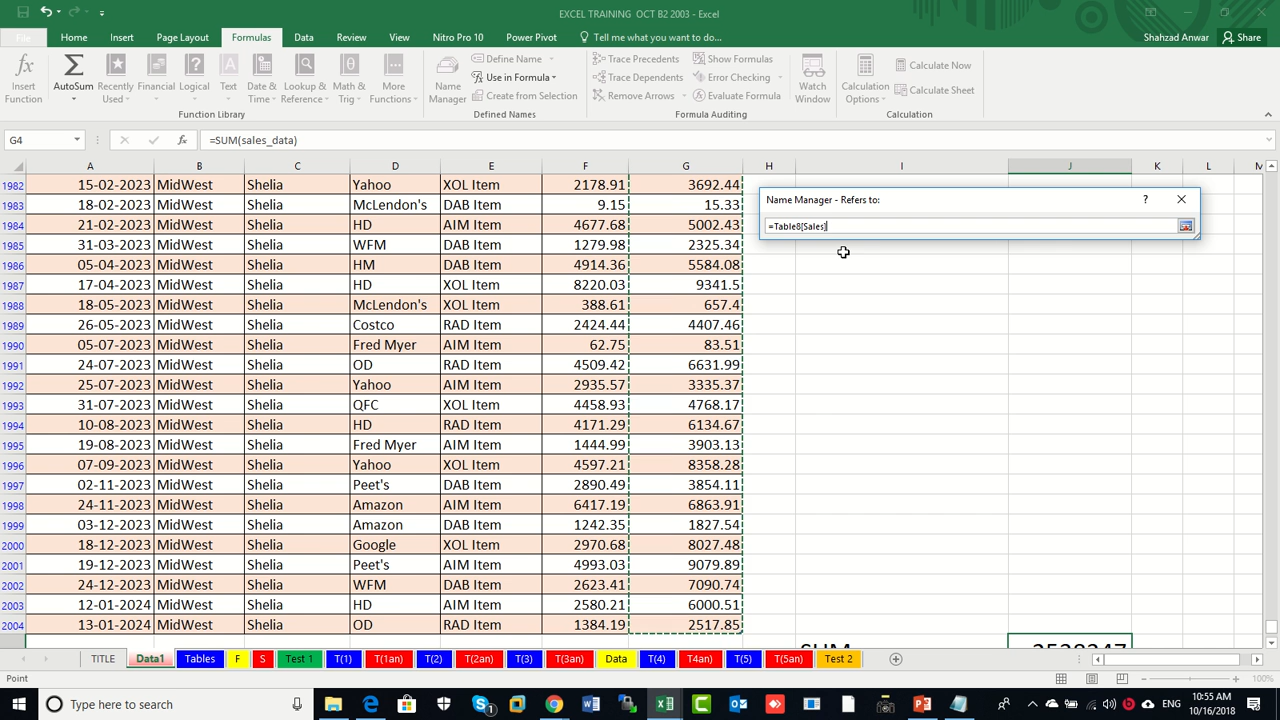 EXCEL TRAINING OCT B2 2003 - Excel
File Home Insert Page Layout Formulas Data Review View Nitro Pro 10 Power Pivot Tell me what you want to do... Shahzad Anwar Share
Insert Function
AutoSum
Recently Used
Financial
Logical
Text
Date & Time
Lookup & Reference
Math & Trig
More Functions
Function Library
Name Manager
Define Name
Use in Formula
Create from Selection
Defined Names
Trace Precedents
Trace Dependents
Remove Arrows
Show Formulas
Error Checking
Evaluate Formula
Formula Auditing
Watch Window
Calculation Options
Calculate Now
Calculate Sheet
Calculation
G4 fx =SUM(sales_data)
A B C D E F G H I J K L M
1982 15-02-2023 MidWest Shelia Yahoo XOL Item 2178.91 3692.44
1983 18-02-2023 MidWest Shelia McLendon's DAB Item 9.15 15.33
1984 21-02-2023 MidWest Shelia HD AIM Item 4677.68 5002.43
1985 31-03-2023 MidWest Shelia WFM DAB Item 1279.98 2325.34
1986 05-04-2023 MidWest Shelia HM DAB Item 4914.36 5584.08
1987 17-04-2023 MidWest Shelia HD XOL Item 8220.03 9341.5
1988 18-05-2023 MidWest Shelia McLendon's XOL Item 388.61 657.4
1989 26-05-2023 MidWest Shelia Costco RAD Item 2424.44 4407.46
1990 05-07-2023 MidWest Shelia Fred Myer AIM Item 62.75 83.51
1991 24-07-2023 MidWest Shelia OD RAD Item 4509.42 6631.99
1992 25-07-2023 MidWest Shelia Yahoo AIM Item 2935.57 3335.37
1993 31-07-2023 MidWest Shelia QFC XOL Item 4458.93 4768.17
1994 10-08-2023 MidWest Shelia HD RAD Item 4171.29 6134.67
1995 19-08-2023 MidWest Shelia Fred Myer AIM Item 1444.99 3903.13
1996 07-09-2023 MidWest Shelia Yahoo XOL Item 4597.21 8358.28
1997 02-11-2023 MidWest Shelia Peet's DAB Item 2890.49 3854.11
1998 24-11-2023 MidWest Shelia Amazon AIM Item 6417.19 6863.91
1999 03-12-2023 MidWest Shelia Amazon DAB Item 1242.35 1827.54
2000 18-12-2023 MidWest Shelia Google XOL Item 2970.68 8027.48
2001 19-12-2023 MidWest Shelia Peet's AIM Item 4993.03 9079.89
2002 24-12-2023 MidWest Shelia WFM DAB Item 2623.41 7090.74
2003 12-01-2024 MidWest Shelia HD AIM Item 2580.21 6000.51
2004 13-01-2024 MidWest Shelia OD RAD Item 1384.19 2517.85
Name Manager - Refers to: ?
=Table8[Sales]
SUM
TITLE Data1 Tables F S Test 1 T(1) T(1an) T(2) T(2an) T(3) T(3an) Data T(4) T4an) T(5) T(5an) Test 2
Point 100%
Type here to search
ENG
10:55 AM
10/16/2018